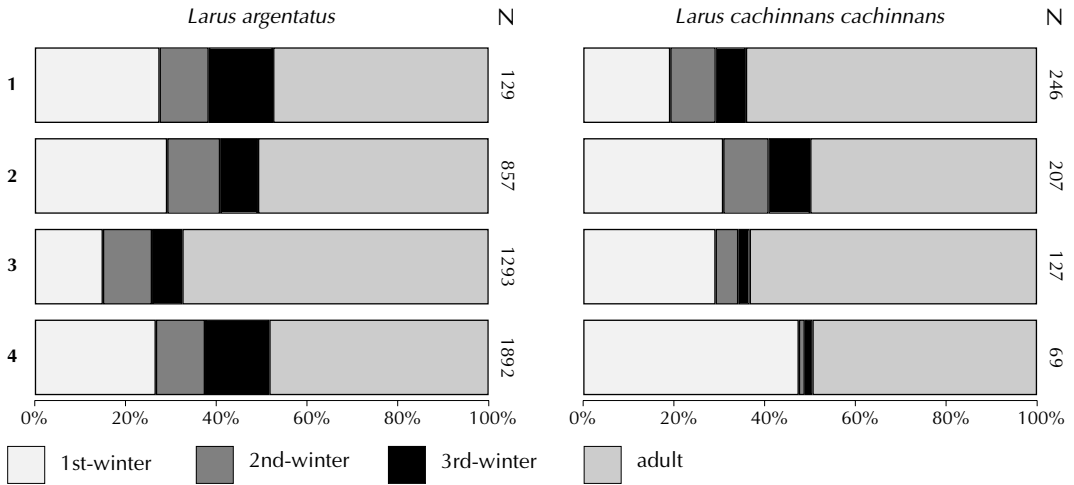 Larus argentatus N Larus cachinnans cachinnans N
1 129 246
2 857 207
3 1293 127
4 1892 69
0% 20% 40% 60% 80% 100% 0% 20% 40% 60% 80% 100%
1st-winter 2nd-winter 3rd-winter adult